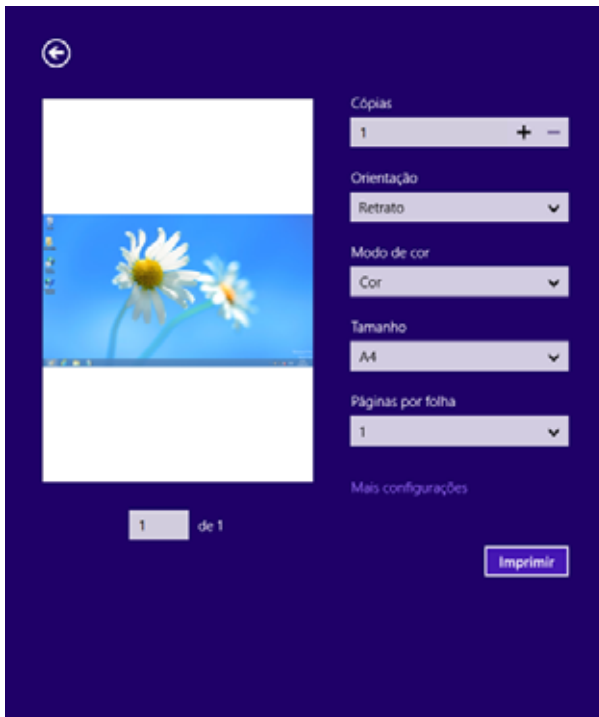 Cópias
1
Orientação
Retrato
Modo de cor
Cor
Tamanho
A4
Páginas por folha
1
Mais configurações
1 de 1
Imprimir